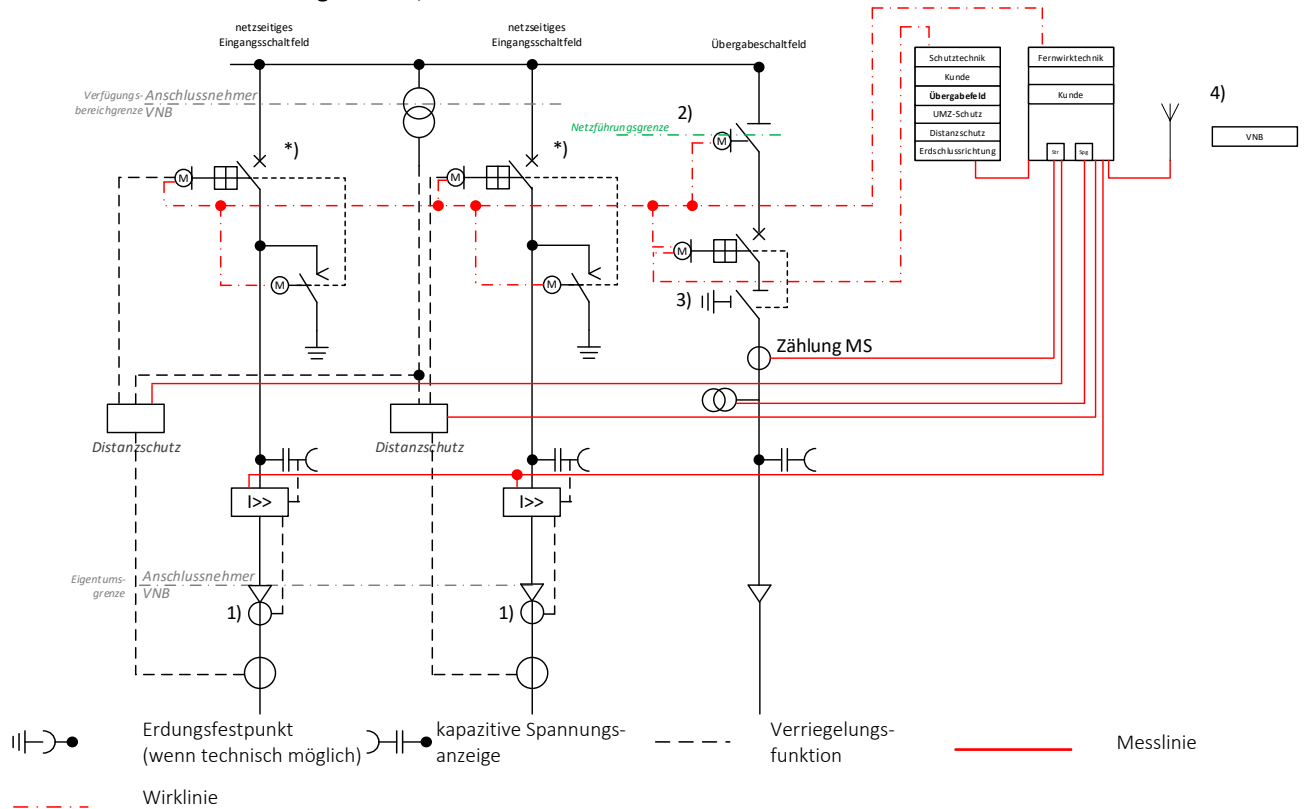 netzseitiges
Eingangsschaltfeld
netzseitiges
Eingangsschaltfeld
Übergabeschaltfeld
Schutztechnik
Kunde
Übergabefeld
UMZ-Schutz
Distanzschutz
Erdschlussrichtung
Fernwirktechnik
Kunde
Str
Spg
4)
VNB
Verfügungs-
bereichgrenze
Anschlussnehmer
VNB
Netzführungsgrenze
2)
*)
*)
M
M
M
M
M
M
3)
Zählung MS
Distanzschutz
Distanzschutz
I>>
I>>
Eigentums-
grenze
Anschlussnehmer
VNB
1)
1)
Erdungsfestpunkt
(wenn technisch möglich)
kapazitive Spannungs-
anzeige
Verriegelungs-
funktion
Messlinie
Wirklinie